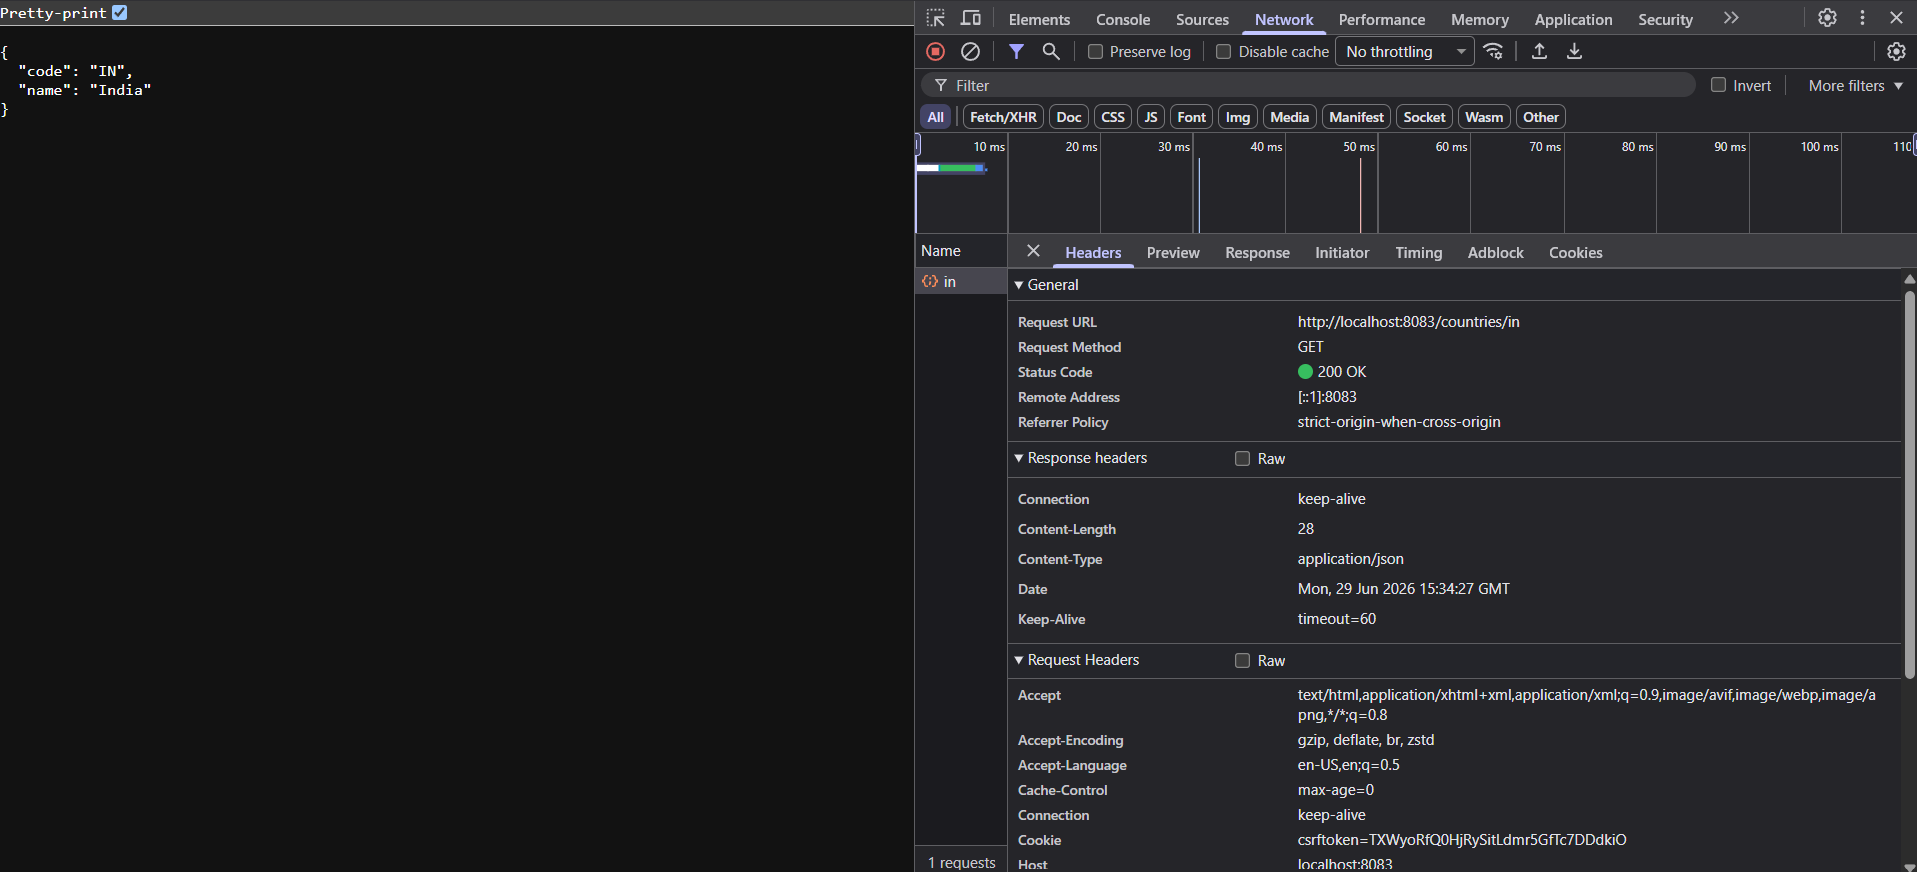 Pretty-print
{
  "code": "IN",
  "name": "India"
}
Elements Console Sources Network Performance Memory Application Security
Preserve log Disable cache No throttling
Filter Invert More filters
All Fetch/XHR Doc CSS JS Font Img Media Manifest Socket Wasm Other
10 ms 20 ms 30 ms 40 ms 50 ms 60 ms 70 ms 80 ms 90 ms 100 ms 110
Name Headers Preview Response Initiator Timing Adblock Cookies
in
General
Request URL http://localhost:8083/countries/in
Request Method GET
Status Code 200 OK
Remote Address [::1]:8083
Referrer Policy strict-origin-when-cross-origin
Response headers Raw
Connection keep-alive
Content-Length 28
Content-Type application/json
Date Mon, 29 Jun 2026 15:34:27 GMT
Keep-Alive timeout=60
Request Headers Raw
Accept text/html,application/xhtml+xml,application/xml;q=0.9,image/avif,image/webp,image/a
png,*/*;q=0.8
Accept-Encoding gzip, deflate, br, zstd
Accept-Language en-US,en;q=0.5
Cache-Control max-age=0
Connection keep-alive
Cookie csrftoken=TXWyoRfQ0HjRySitLdmr5GfTc7DDdkiO
Host localhost:8083
1 requests